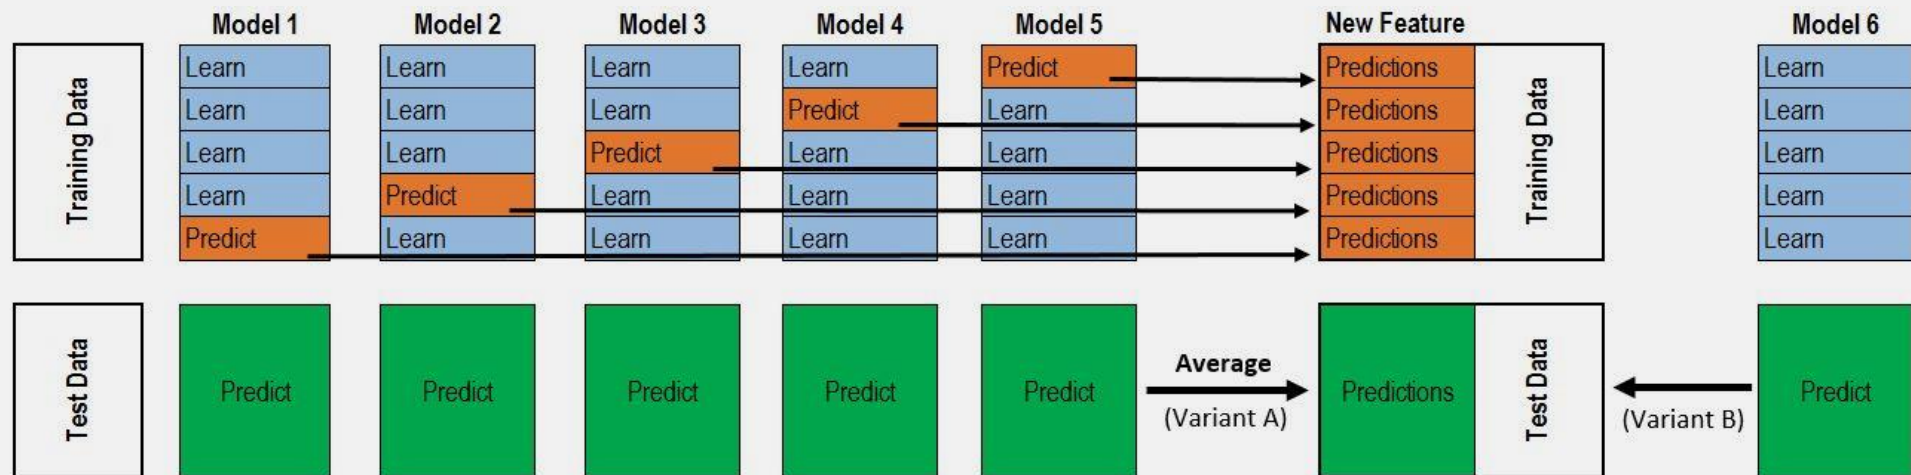 Model 1 Model 2 Model 3 Model 4 Model 5 New Feature Model 6
Training Data
Learn Learn Learn Learn Predict Predictions Learn
Learn Learn Learn Predict Learn Predictions Learn
Learn Learn Predict Learn Learn Predictions Learn
Learn Predict Learn Learn Learn Predictions Learn
Predict Learn Learn Learn Learn Predictions Learn
Training Data
Test Data
Predict Predict Predict Predict Predict
Average
(Variant A)
Predictions
Test Data
(Variant B)
Predict